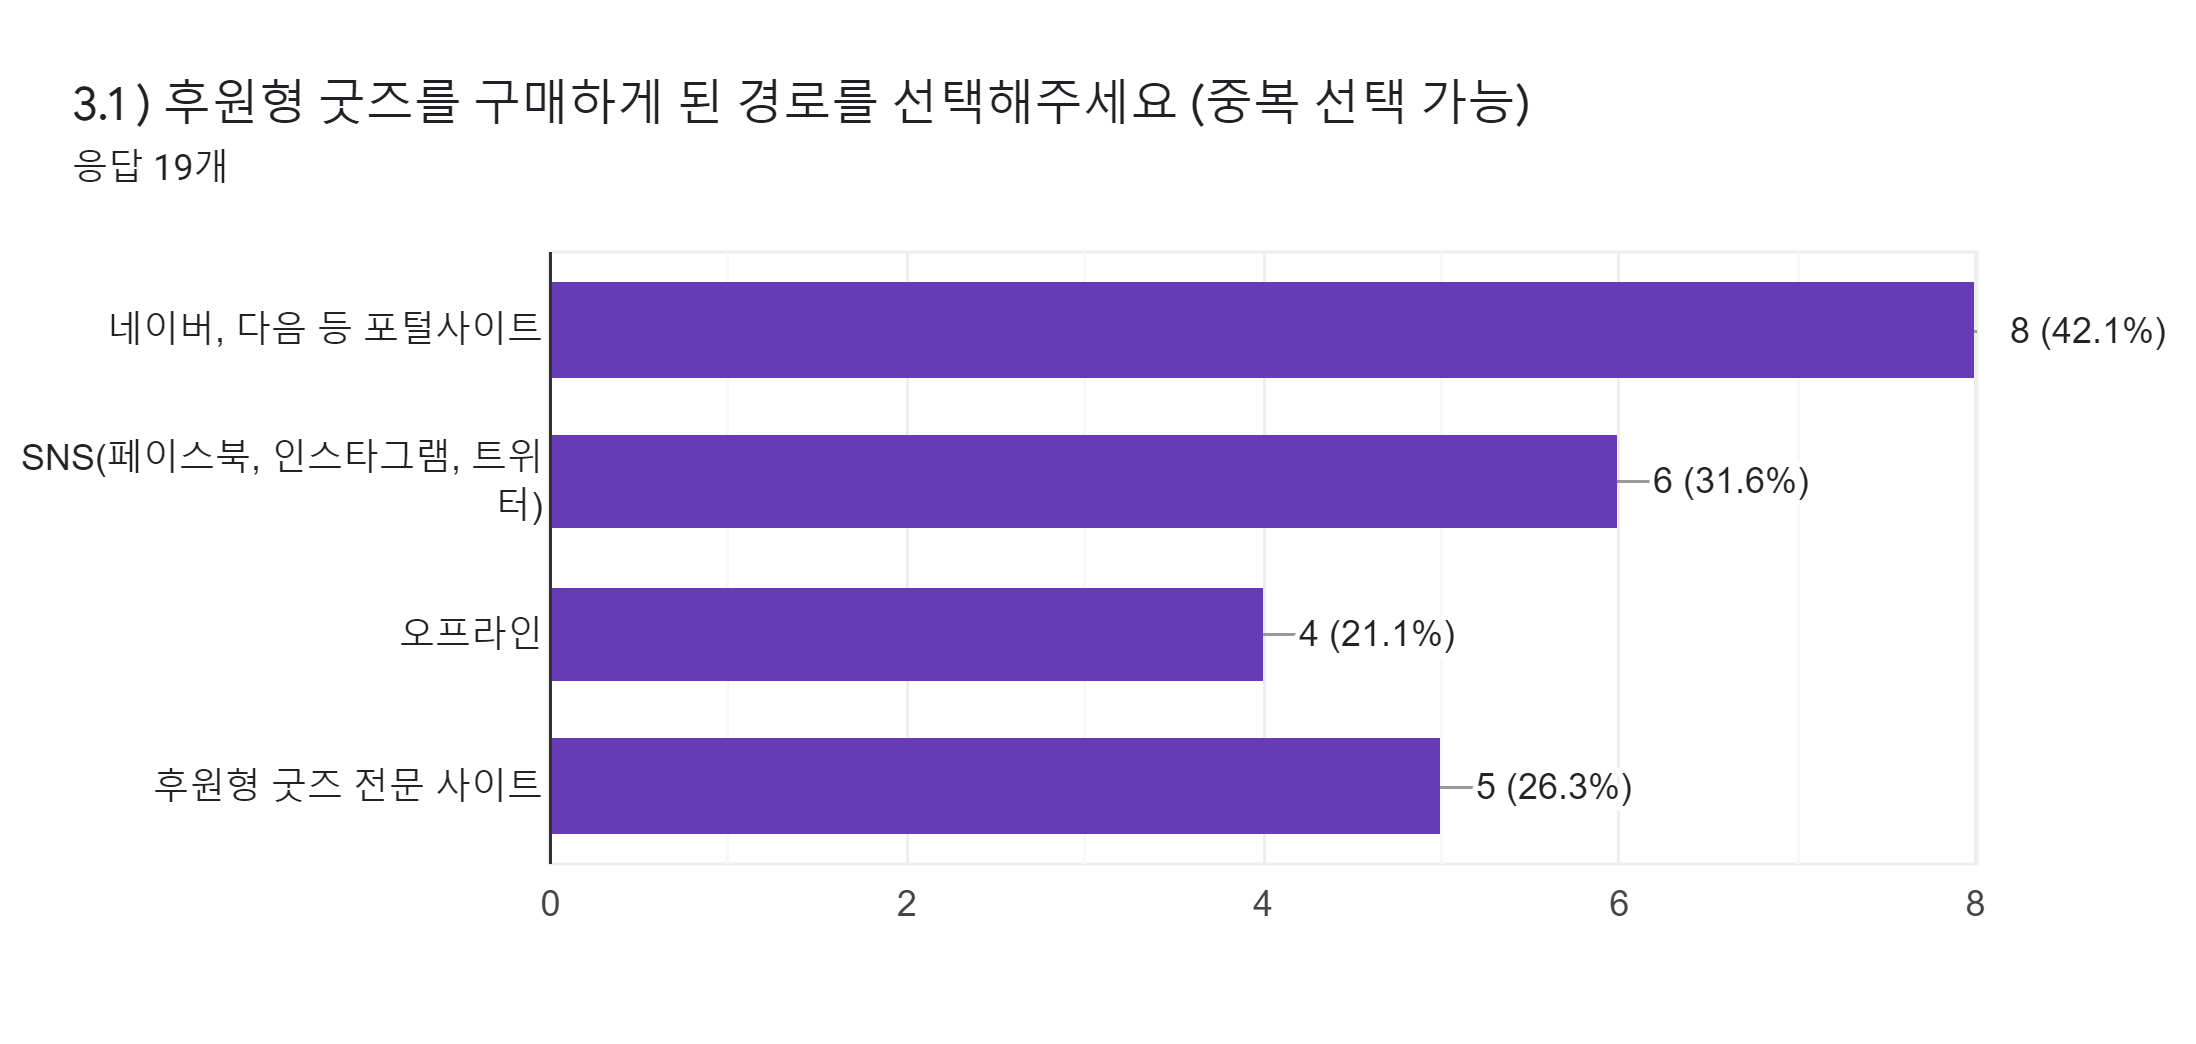 3.1) 후원형 굿즈를 구매하게 된 경로를 선택해주세요 (중복 선택 가능)
응답 19개
네이버, 다음 등 포털사이트
8 (42.1%)
SNS(페이스북, 인스타그램, 트위
터)
6 (31.6%)
오프라인
4 (21.1%)
후원형 굿즈 전문 사이트
5 (26.3%)
0 2 4 6 8